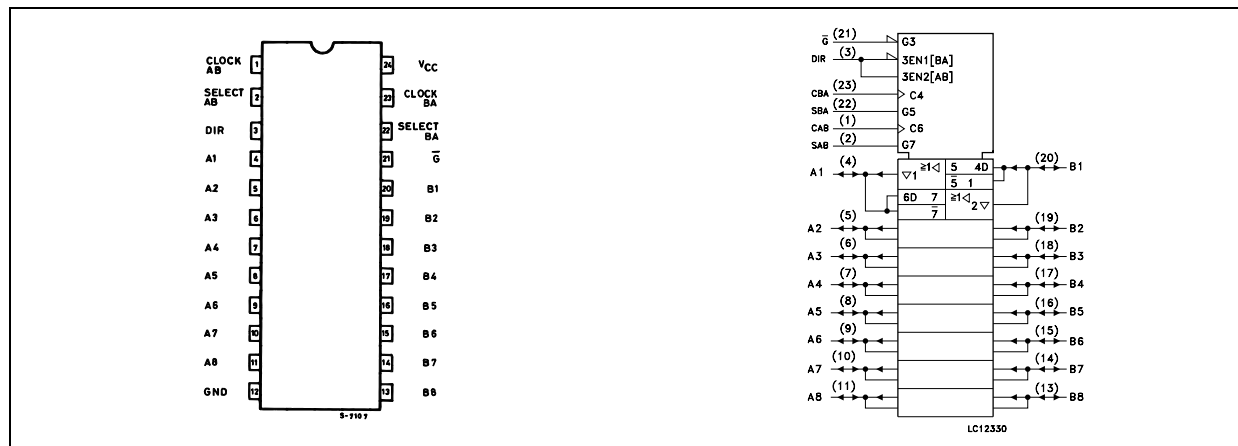 CLOCK AB 1 24 VCC
SELECT AB 2 23 CLOCK BA
DIR 3 22 SELECT BA
A1 4 21 G̅
A2 5 20 B1
A3 6 19 B2
A4 7 18 B3
A5 8 17 B4
A6 9 16 B5
A7 10 15 B6
A8 11 14 B7
GND 12 13 B8
S-7107
G̅ (21) G3
DIR (3) 3EN1[BA]
3EN2[AB]
CBA (23) C4
SBA (22) G5
CAB (1) C6
SAB (2) G7
A1 (4) ▽1 ≥1◁ 5 4D (20) B1
5̅ 1
6D 7 ≥1◁ 2▽
7̅
A2 (5) (19) B2
A3 (6) (18) B3
A4 (7) (17) B4
A5 (8) (16) B5
A6 (9) (15) B6
A7 (10) (14) B7
A8 (11) (13) B8
LC12330